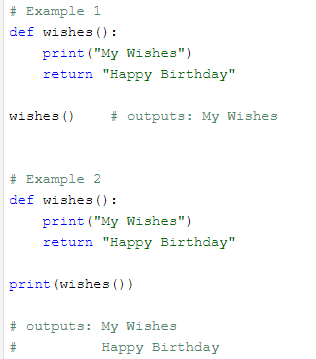 # Example 1
def wishes():
    print("My Wishes")
    return "Happy Birthday"
wishes()    # outputs: My Wishes
# Example 2
def wishes():
    print("My Wishes")
    return "Happy Birthday"
print(wishes())
# outputs: My Wishes
#          Happy Birthday